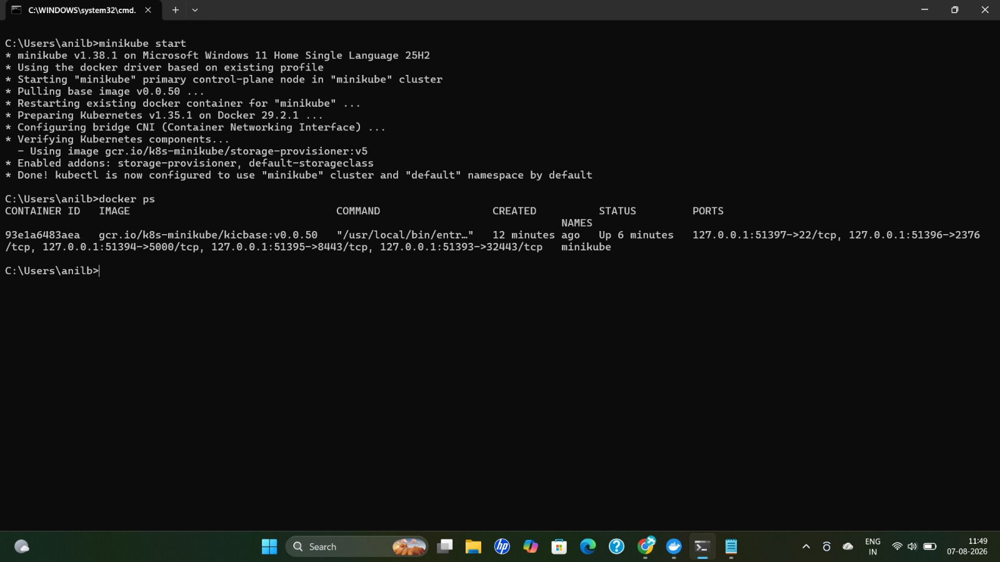 C:\WINDOWS\system32\cmd.
C:\Users\anilb>minikube start
* minikube v1.38.1 on Microsoft Windows 11 Home Single Language 25H2
* Using the docker driver based on existing profile
* Starting "minikube" primary control-plane node in "minikube" cluster
* Pulling base image v0.0.50 ...
* Restarting existing docker container for "minikube" ...
* Preparing Kubernetes v1.35.1 on Docker 29.2.1 ...
* Configuring bridge CNI (Container Networking Interface) ...
* Verifying Kubernetes components...
  - Using image gcr.io/k8s-minikube/storage-provisioner:v5
* Enabled addons: storage-provisioner, default-storageclass
* Done! kubectl is now configured to use "minikube" cluster and "default" namespace by default
C:\Users\anilb>docker ps
CONTAINER ID   IMAGE                                 COMMAND                  CREATED          STATUS         PORTS
NAMES
93e1a6483aea   gcr.io/k8s-minikube/kicbase:v0.0.50   "/usr/local/bin/entr…"   12 minutes ago   Up 6 minutes   127.0.0.1:51397->22/tcp, 127.0.0.1:51396->2376
/tcp, 127.0.0.1:51394->5000/tcp, 127.0.0.1:51395->8443/tcp, 127.0.0.1:51393->32443/tcp   minikube
C:\Users\anilb>
Search
hp
ENG
IN
11:49
07-08-2026